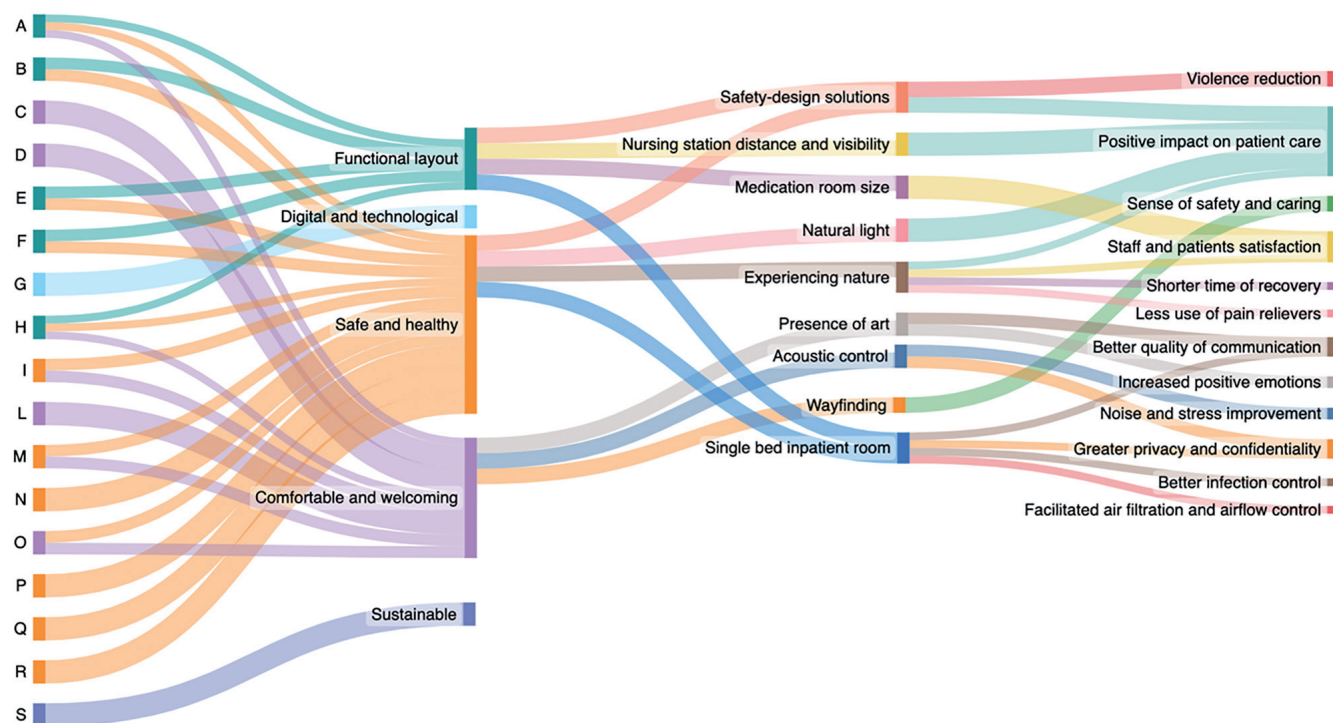 A
B
C
D
E
F
G
H
I
L
M
N
O
P
Q
R
S
Functional layout
Digital and technological
Safe and healthy
Comfortable and welcoming
Sustainable
Safety-design solutions
Nursing station distance and visibility
Medication room size
Natural light
Experiencing nature
Presence of art
Acoustic control
Wayfinding
Single bed inpatient room
Violence reduction
Positive impact on patient care
Sense of safety and caring
Staff and patients satisfaction
Shorter time of recovery
Less use of pain relievers
Better quality of communication
Increased positive emotions
Noise and stress improvement
Greater privacy and confidentiality
Better infection control
Facilitated air filtration and airflow control